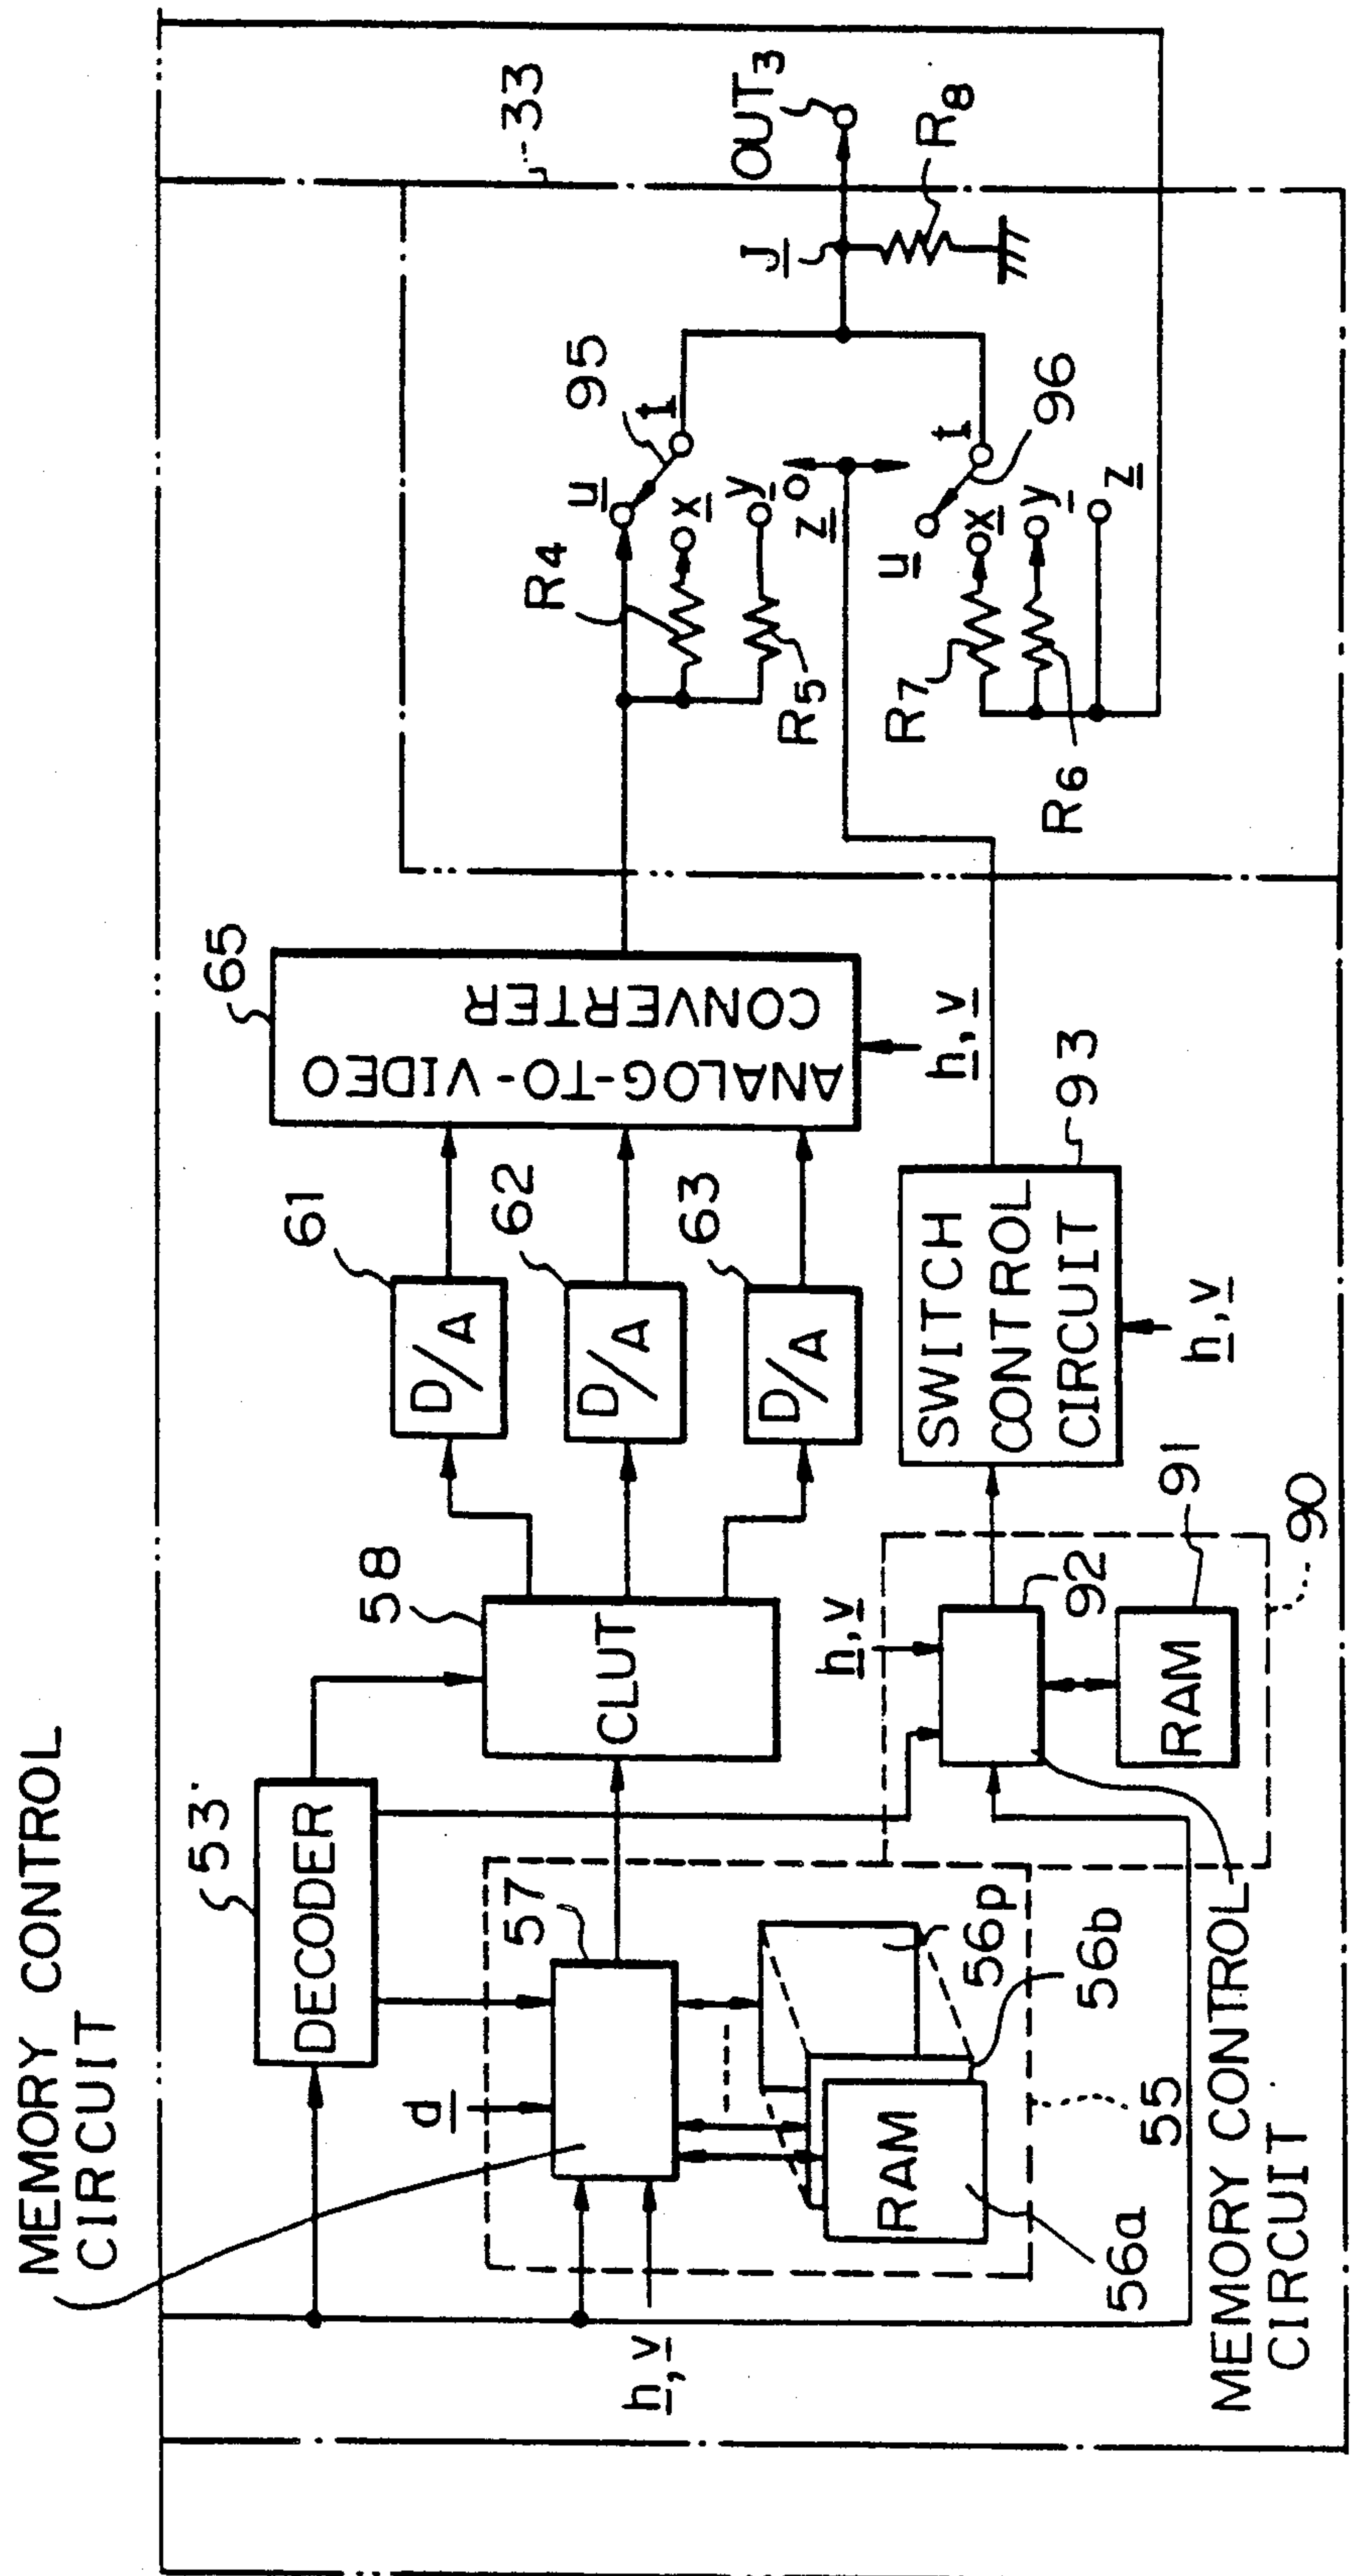 MEMORY CONTROL
CIRCUIT
53'
DECODER
58
CLUT
61
D/A
62
D/A
63
D/A
65
ANALOG-TO-VIDEO
CONVERTER
h, v
33
OUT3
J
R8
95
t
u
x
y
z
R4
R5
96
t
u
x
y
z
R7
R6
57
d
h, v
RAM
56a
56b
56p
55
MEMORY CONTROL
CIRCUIT
h, v
92
RAM
91
90
SWITCH
CONTROL
CIRCUIT
93
h, v